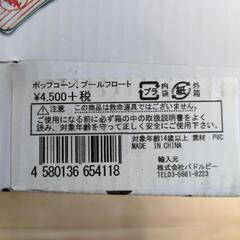 ポップコーン、プールフロート
¥4,500+税
プラ 内袋
紙 外箱
注意
この商品は救命道具ではございません。
ご使用になる前に必ず箱の中の取扱説明書をお読み頂
き、対象年齢を守って正しく安全にご使用下さい。
対象年齢14歳以上 素材：PVC
MADE IN CHINA
4 580136 654118
輸入元
株式会社 パドルビー
TEL03-5661-8223